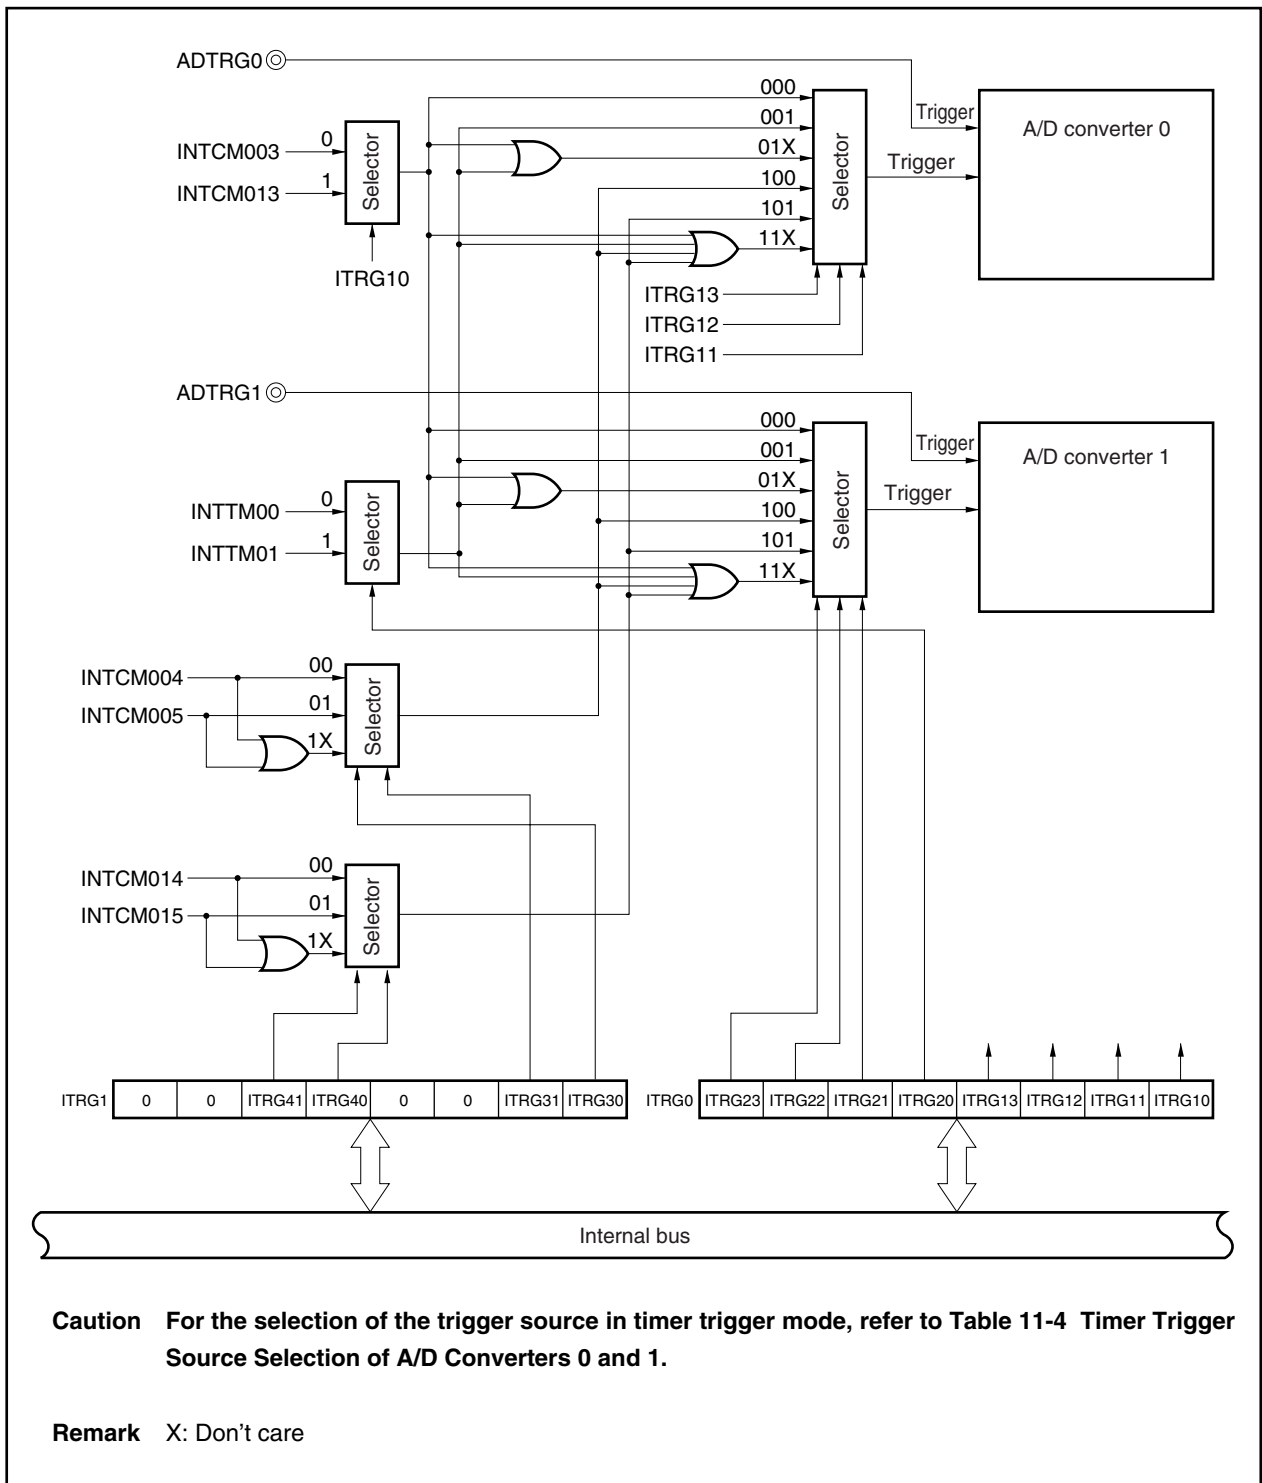 ADTRG0
000
001
01X
100
101
11X
Selector
Trigger
Trigger
A/D converter 0
INTCM003
0
INTCM013
1
Selector
ITRG10
ITRG13
ITRG12
ITRG11
ADTRG1
000
001
01X
100
101
11X
Selector
Trigger
Trigger
A/D converter 1
INTTM00
0
INTTM01
1
Selector
INTCM004
00
INTCM005
01
1X
Selector
INTCM014
00
INTCM015
01
1X
Selector
ITRG1 0 0 ITRG41 ITRG40 0 0 ITRG31 ITRG30
ITRG0 ITRG23 ITRG22 ITRG21 ITRG20 ITRG13 ITRG12 ITRG11 ITRG10
Internal bus
Caution For the selection of the trigger source in timer trigger mode, refer to Table 11-4 Timer Trigger
Source Selection of A/D Converters 0 and 1.
Remark X: Don't care